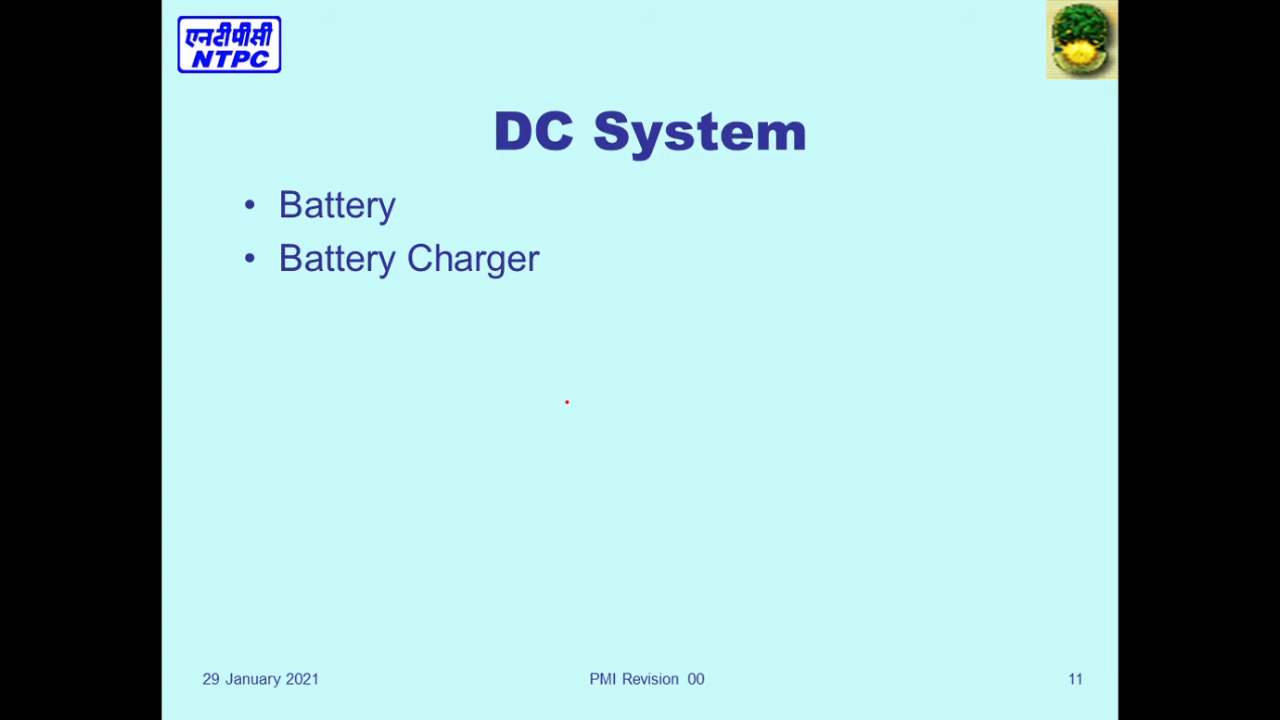 एनटीपीसी
NTPC
DC System
• Battery
• Battery Charger
29 January 2021
PMI Revision 00
11